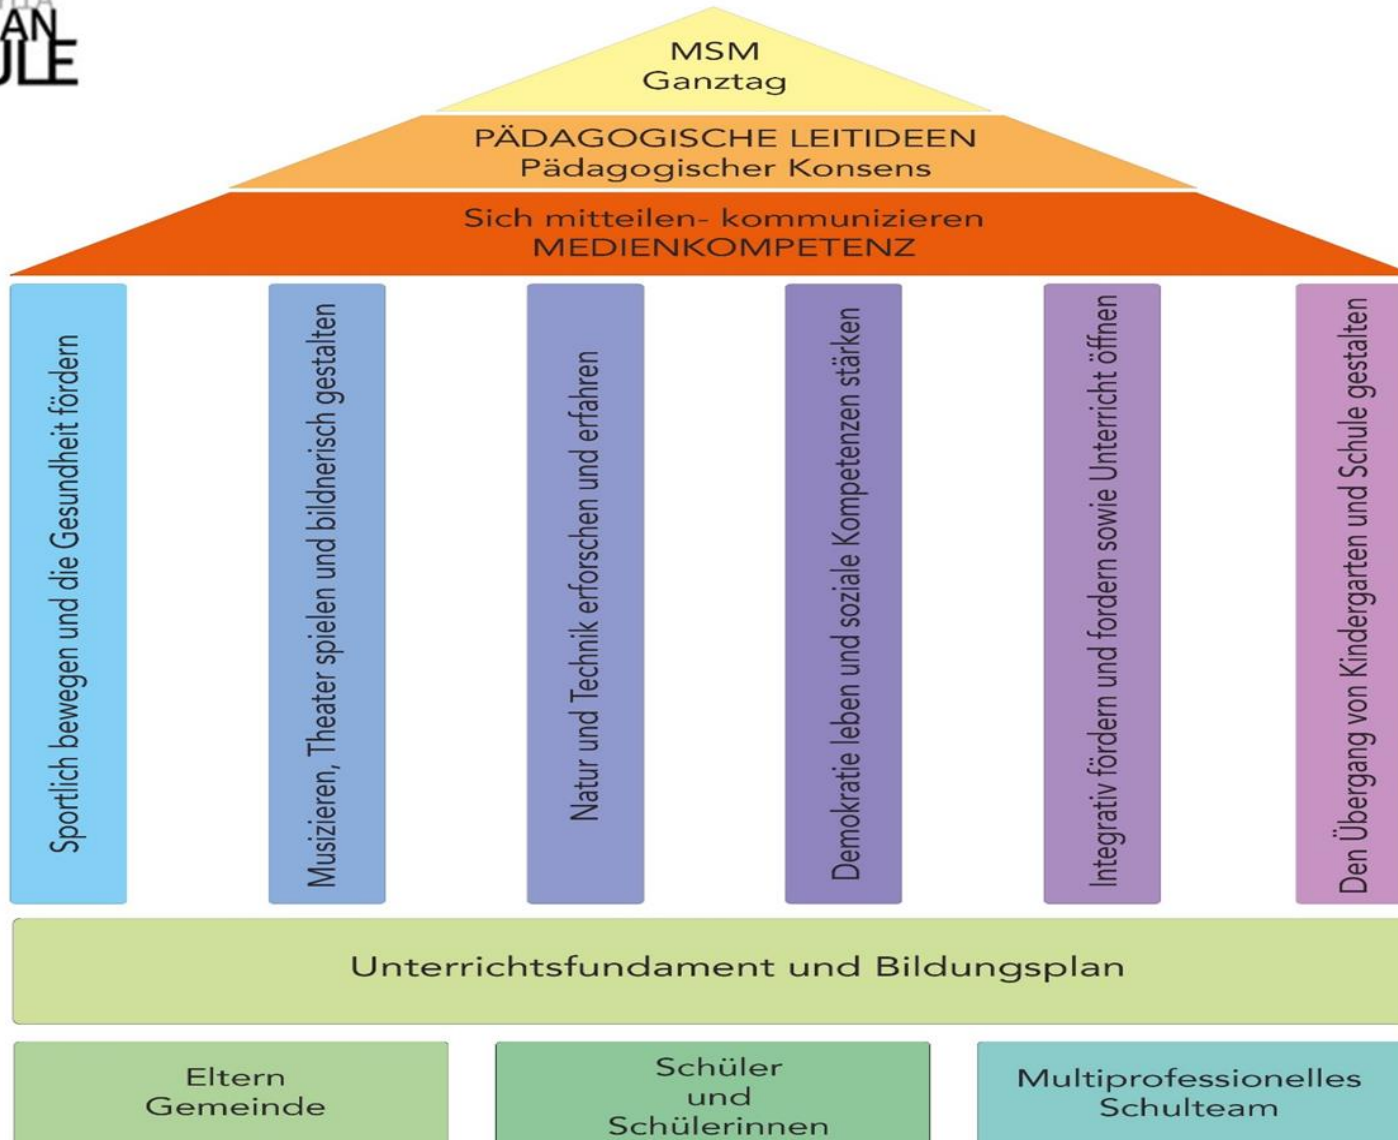 AN
ULE
MSM
Ganztag
PÄDAGOGISCHE LEITIDEEN
Pädagogischer Konsens
Sich mitteilen- kommunizieren
MEDIENKOMPETENZ
Sportlich bewegen und die Gesundheit fördern
Musizieren, Theater spielen und bildnerisch gestalten
Natur und Technik erforschen und erfahren
Demokratie leben und soziale Kompetenzen stärken
Integrativ fördern und fordern sowie Unterricht öffnen
Den Übergang von Kindergarten und Schule gestalten
Unterrichtsfundament und Bildungsplan
Eltern
Gemeinde
Schüler
und
Schülerinnen
Multiprofessionelles
Schulteam